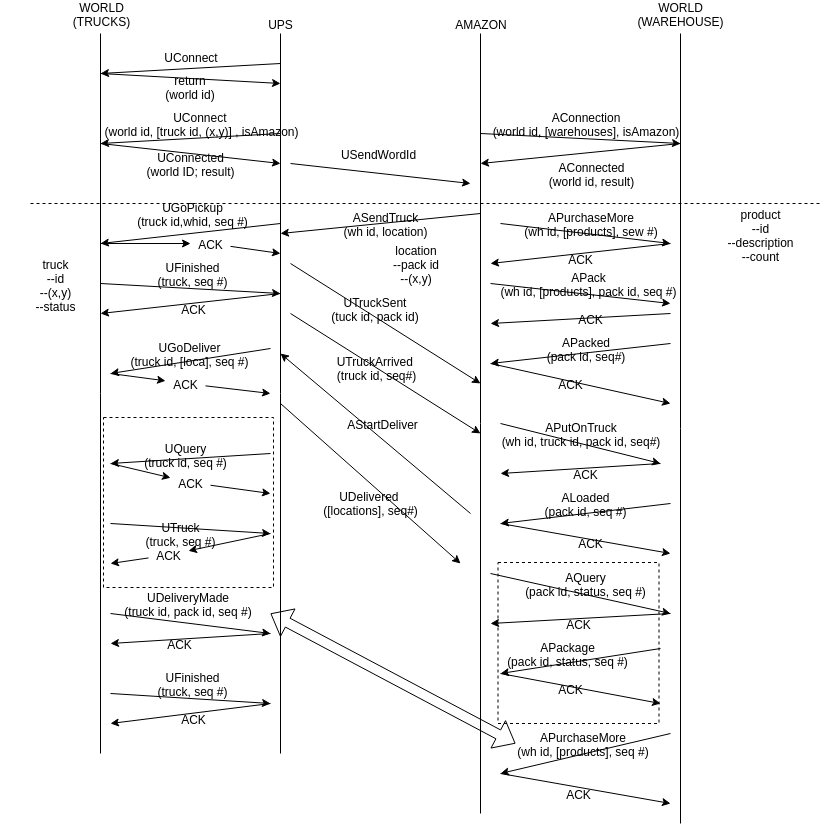 WORLD
(TRUCKS)
UPS
AMAZON
WORLD
(WAREHOUSE)
UConnect
return
(world id)
UConnect
(world id, [truck id, (x,y)] , isAmazon)
UConnected
(world ID; result)
USendWordId
AConnection
(world id, [warehouses], isAmazon)
AConnected
(world id, result)
UGoPickup
(truck id,whid, seq #)
ACK
ASendTruck
(wh id, location)
APurchaseMore
(wh id, [products], sew #)
ACK
product
--id
--description
--count
truck
--id
--(x,y)
--status
UFinished
(truck, seq #)
ACK
location
--pack id
--(x,y)
APack
(wh id, [products], pack id, seq #)
ACK
UTruckSent
(tuck id, pack id)
UGoDeliver
(truck id, [loca], seq #)
ACK
UTruckArrived
(truck id, seq#)
APacked
(pack id, seq#)
ACK
AStartDeliver
APutOnTruck
(wh id, truck id, pack id, seq#)
ACK
UQuery
(truck id, seq #)
ACK
UDelivered
([locations], seq#)
ALoaded
(pack id, seq #)
ACK
UTruck
(truck, seq #)
ACK
AQuery
(pack id, status, seq #)
ACK
UDeliveryMade
(truck id, pack id, seq #)
ACK
APackage
(pack id, status, seq #)
ACK
UFinished
(truck, seq #)
ACK
APurchaseMore
(wh id, [products], seq #)
ACK